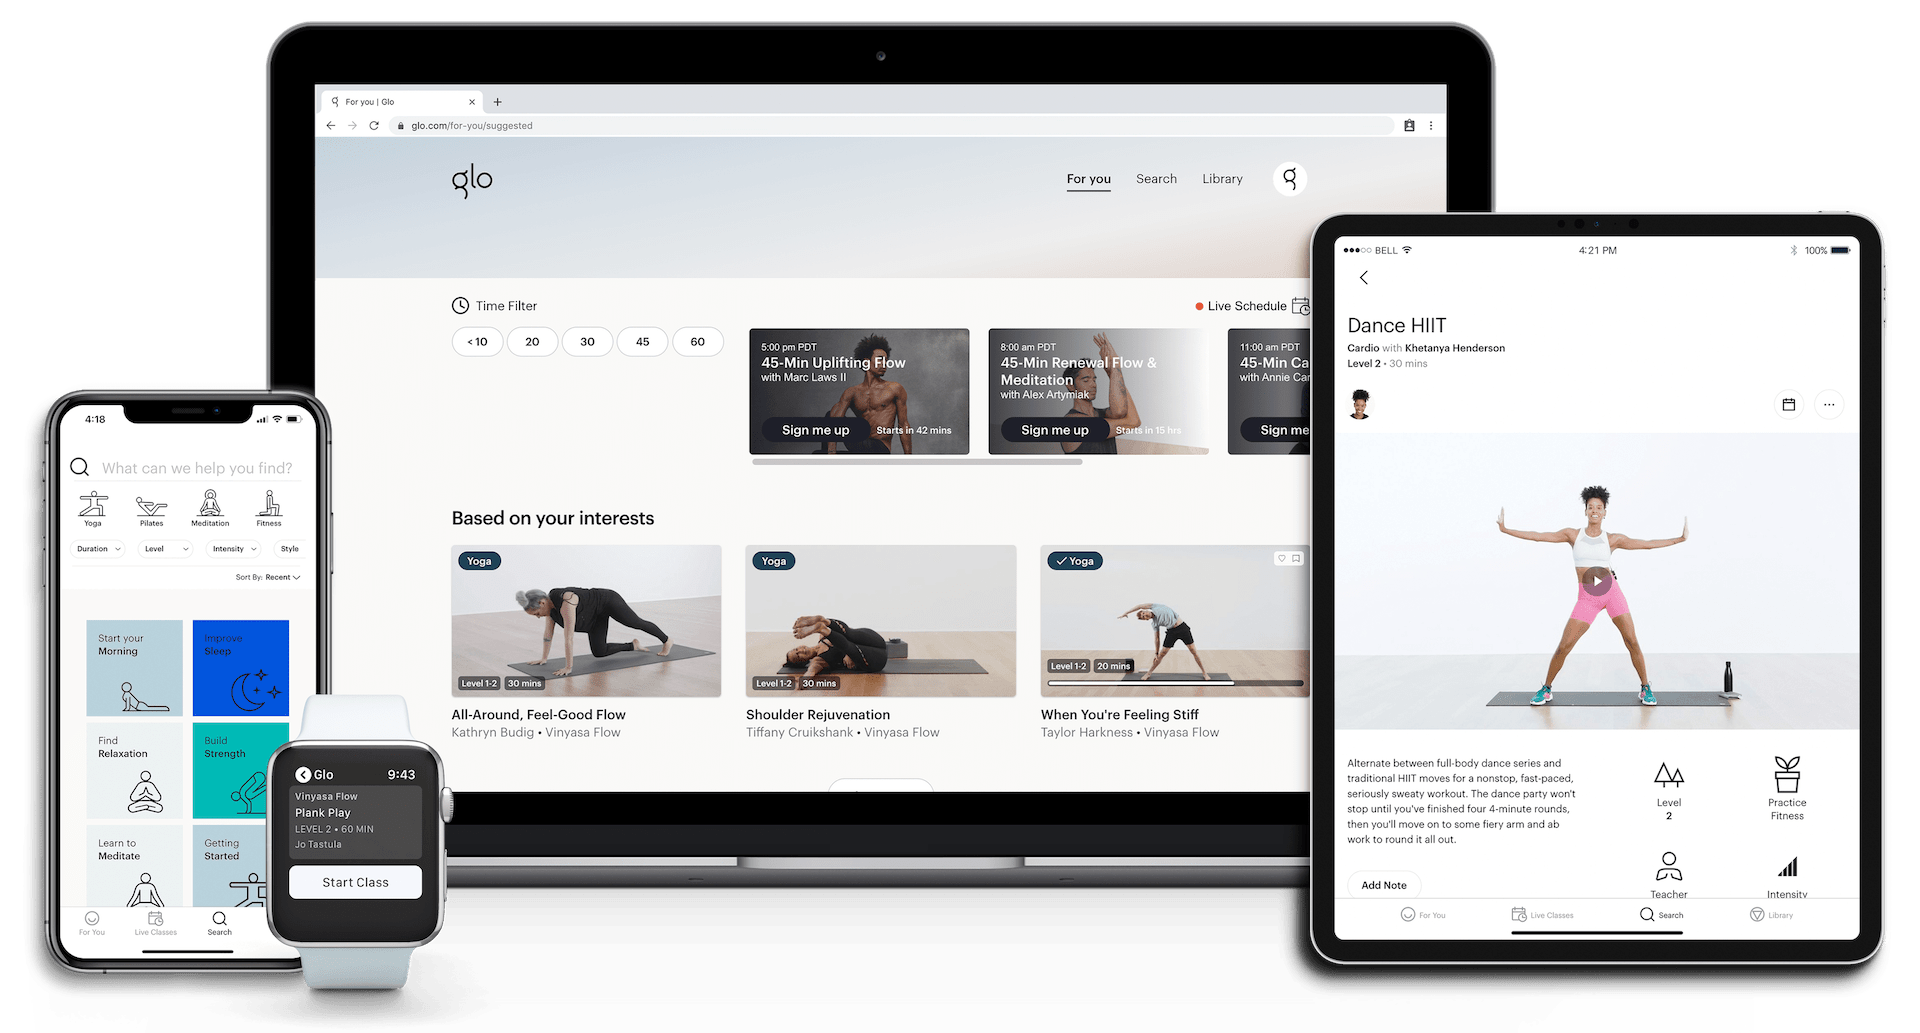 For you | Glo
glo.com/for-you/suggested
glo
For you
Search
Library
Time Filter
<10
20
30
45
60
Live Schedule
5:00 pm PDT
45-Min Uplifting Flow
with Marc Laws II
Sign me up
Starts in 42 mins
8:00 am PDT
45-Min Renewal Flow &
Meditation
with Alex Artymiak
Sign me up
Starts in 15 hrs
11:00 am PDT
45-Min Ca
with Annie Car
Sign me
Based on your interests
Yoga
Level 1-2
30 mins
All-Around, Feel-Good Flow
Kathryn Budig • Vinyasa Flow
Yoga
Level 1-2
30 mins
Shoulder Rejuvenation
Tiffany Cruikshank • Vinyasa Flow
Yoga
Level 1-2
20 mins
When You're Feeling Stiff
Taylor Harkness • Vinyasa Flow
4:18
What can we help you find?
Yoga
Pilates
Meditation
Fitness
Duration
Level
Intensity
Style
Sort By: Recent
Start your
Morning
Improve
Sleep
Find
Relaxation
Build
Strength
Learn to
Meditate
Getting
Started
For You
Live Classes
Search
Glo
9:43
Vinyasa Flow
Plank Play
LEVEL 2 • 60 MIN
Jo Tastula
Start Class
BELL
4:21 PM
100%
Dance HIIT
Cardio with Khetanya Henderson
Level 2 • 30 mins
Alternate between full-body dance series and
traditional HIIT moves for a nonstop, fast-paced,
seriously sweaty workout. The dance party won't
stop until you've finished four 4-minute rounds,
then you'll move on to some fiery arm and ab
work to round it all out.
Add Note
Level
2
Practice
Fitness
Teacher
Intensity
For You
Live Classes
Search
Library